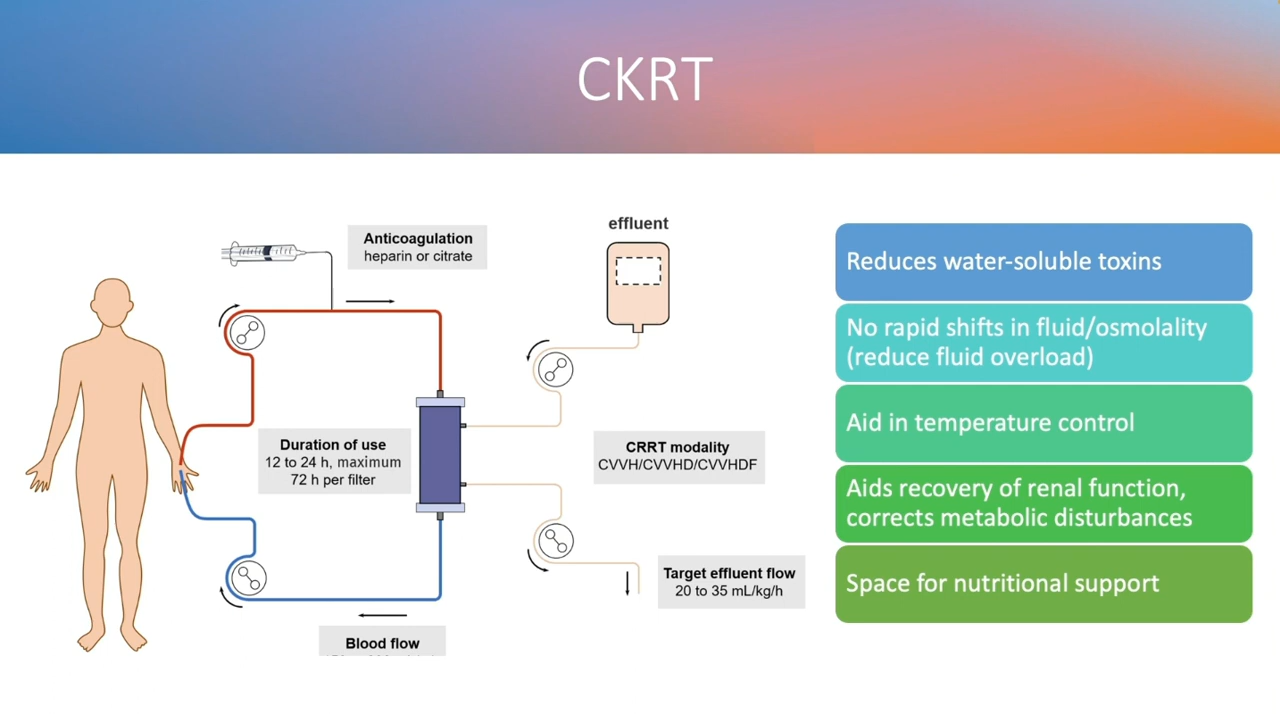 CKRT
effluent
Anticoagulation
heparin or citrate
Duration of use
12 to 24 h, maximum
72 h per filter
CRRT modality
CVVH/CVVHD/CVVHDF
Target effluent flow
20 to 35 mL/kg/h
Blood flow
Reduces water-soluble toxins
No rapid shifts in fluid/osmolality
(reduce fluid overload)
Aid in temperature control
Aids recovery of renal function,
corrects metabolic disturbances
Space for nutritional support